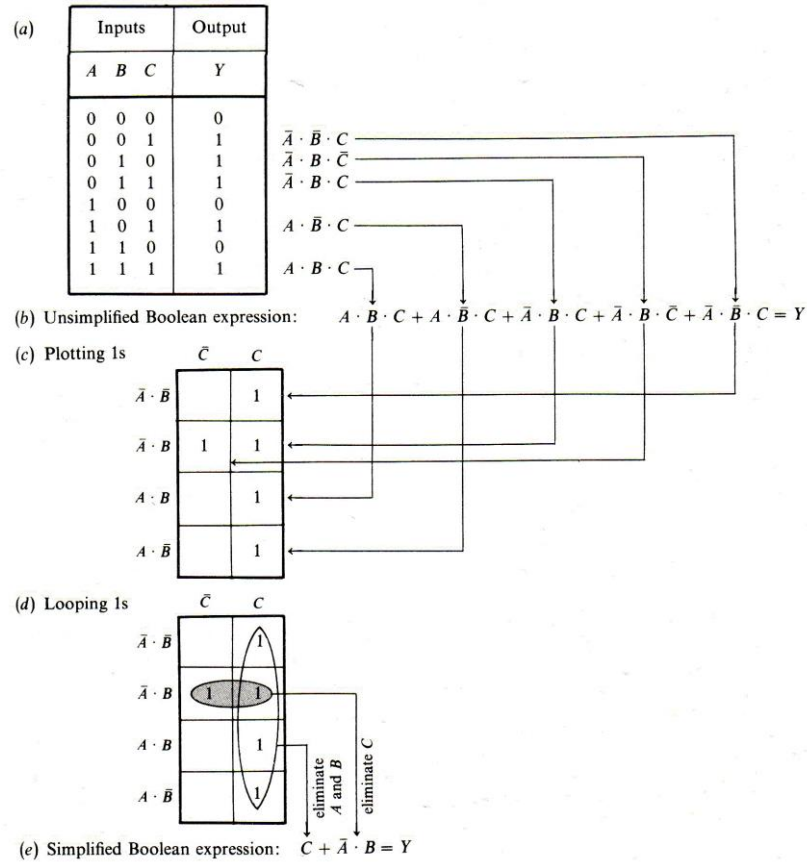 (a) Inputs Output
A B C Y
0 0 0 0
0 0 1 1 Ā · B̄ · C
0 1 0 1 Ā · B · C̄
0 1 1 1 Ā · B · C
1 0 0 0
1 0 1 1 A · B̄ · C
1 1 0 0
1 1 1 1 A · B · C
(b) Unsimplified Boolean expression: A · B · C + A · B̄ · C + Ā · B · C + Ā · B · C̄ + Ā · B̄ · C = Y
(c) Plotting 1s C̄ C
Ā · B̄ 1
Ā · B 1 1
A · B 1
A · B̄ 1
(d) Looping 1s C̄ C
Ā · B̄ 1
Ā · B 1 1
A · B 1
A · B̄ 1
eliminate
A and B
eliminate C
(e) Simplified Boolean expression: C + Ā · B = Y